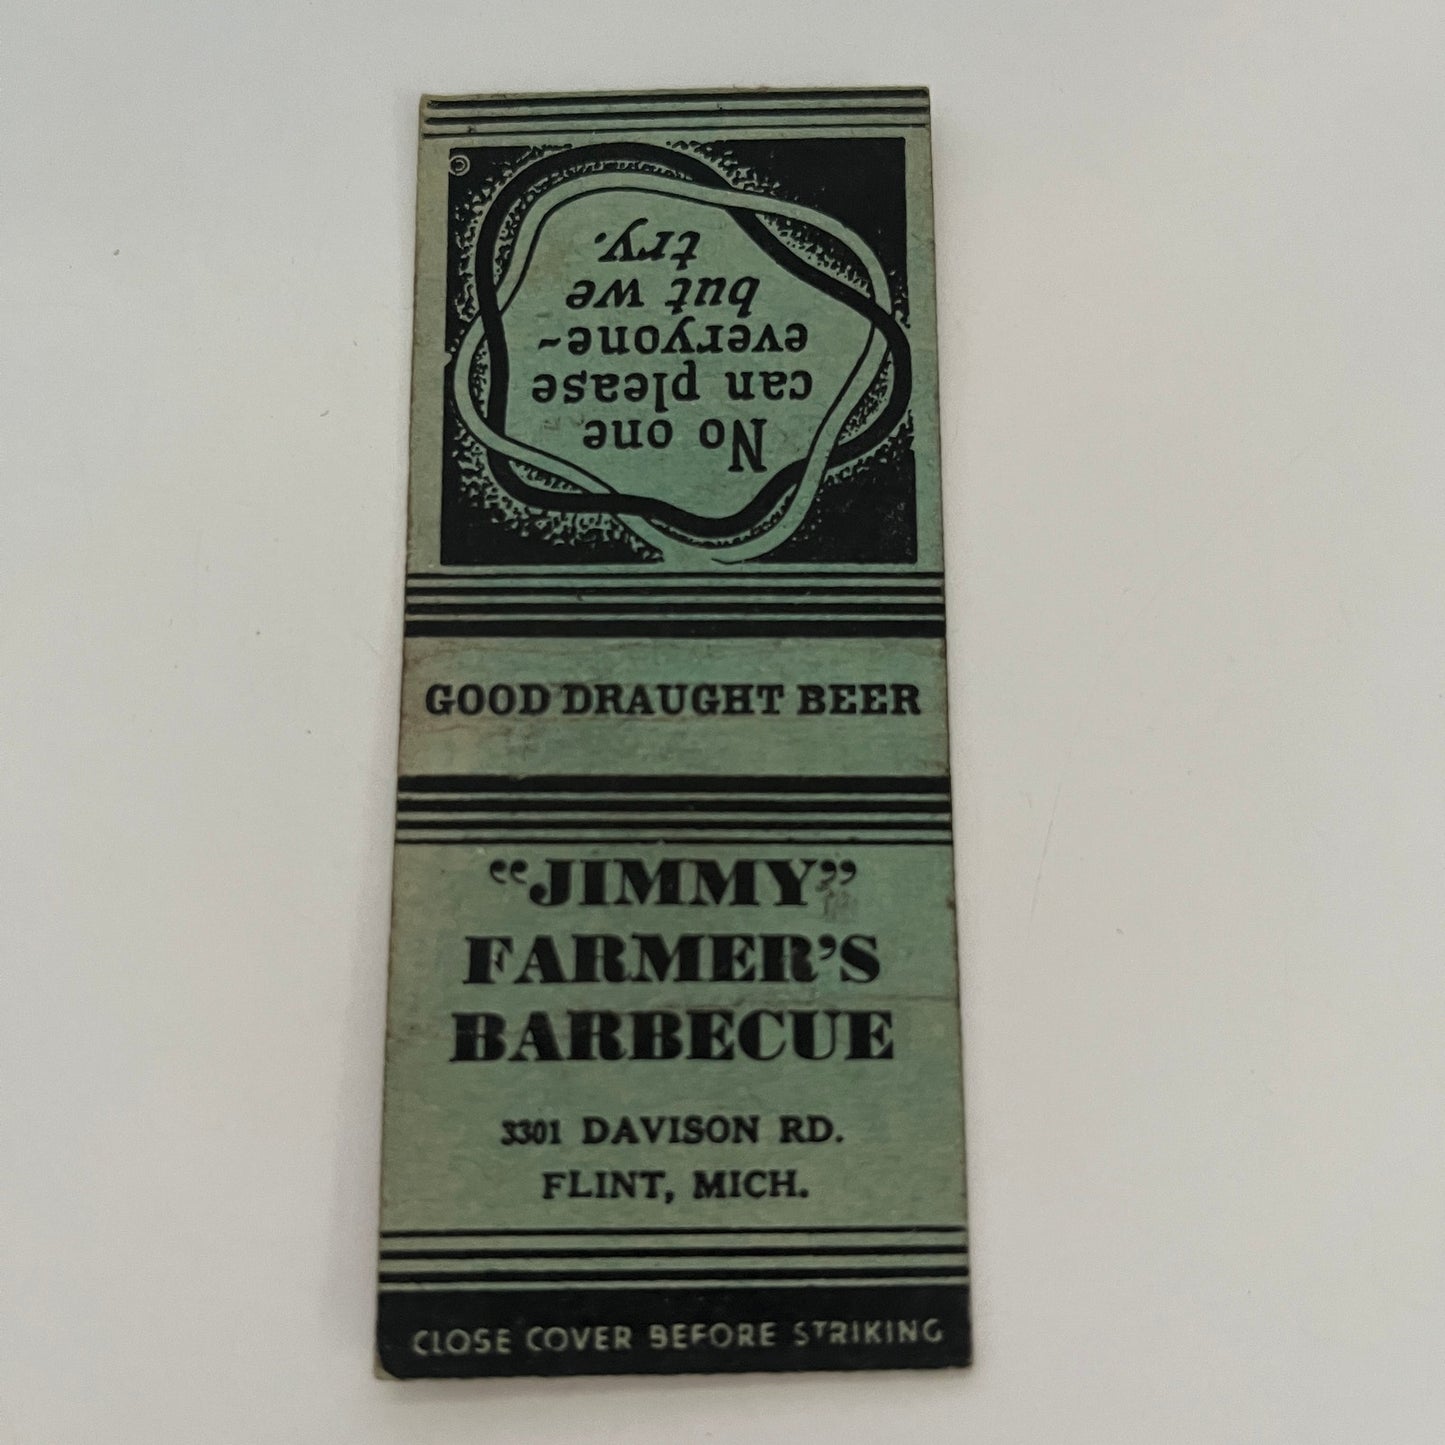 ©
No one
can please
everyone-
but we
try.
GOOD DRAUGHT BEER
"JIMMY"
FARMER'S
BARBECUE
3301 DAVISON RD.
FLINT, MICH.
CLOSE COVER BEFORE STRIKING